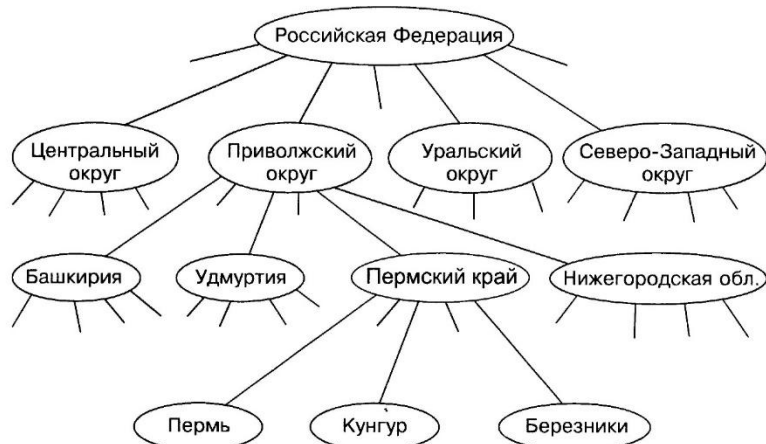 Российская Федерация
Центральный
округ
Приволжский
округ
Уральский
округ
Северо-Западный
округ
Башкирия
Удмуртия
Пермский край
Нижегородская обл.
Пермь
Кунгур
Березники